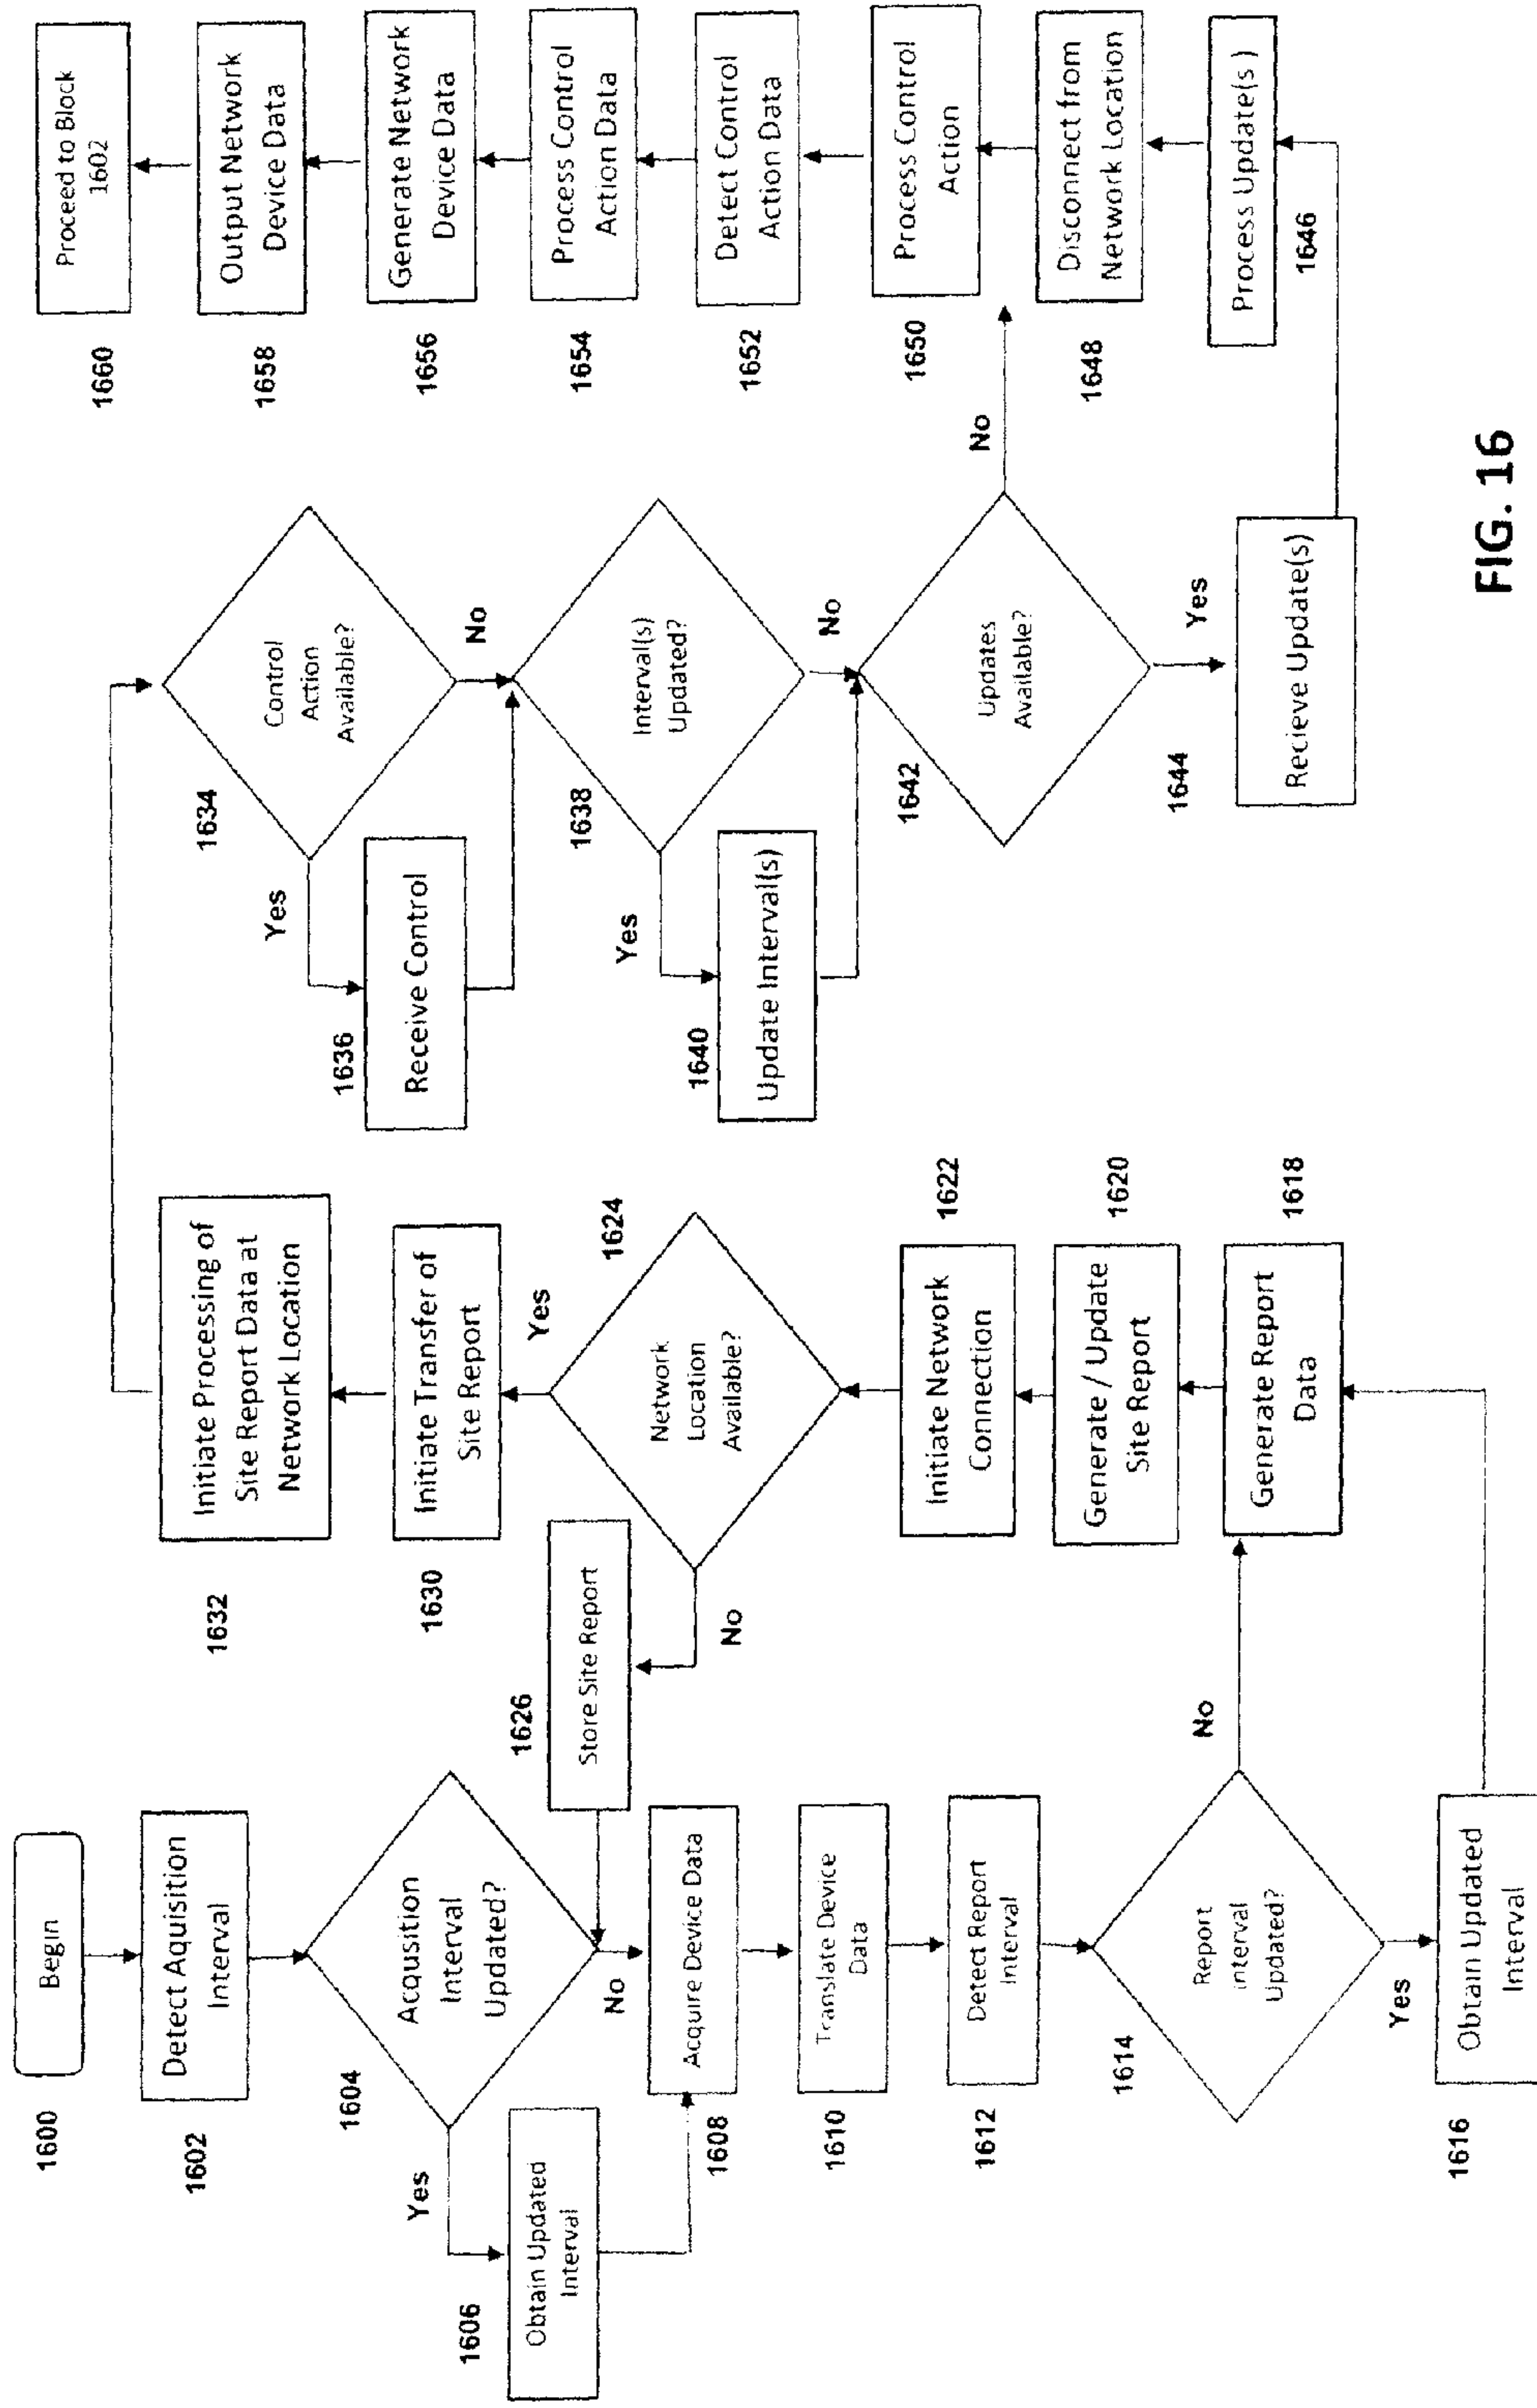 1600
Begin
1602
Detect Aquisition
Interval
1604
Acqusition
Interval
Updated?
Yes
No
1606
Obtain Updated
Interval
1608
Acquire Device Data
1610
Translate Device
Data
1612
Detect Report
Interval
1614
Report
interval
Updated?
No
Yes
1616
Obtain Updated
Interval
1618
Generate Report
Data
1620
Generate / Update
Site Report
1622
Initiate Network
Connection
1624
Network
Location
Available?
Yes
No
1626
Store Site Report
1630
Initiate Transfer of
Site Report
1632
Initiate Processing of
Site Report Data at
Network Location
1634
Control
Action
Available?
Yes
No
1636
Receive Control
1638
Interval(s)
Updated?
Yes
No
1640
Update Interval(s)
1642
Updates
Available?
No
Yes
1644
Recieve Update(s)
1646
Process Update(s )
1648
Disconnect from
Network Location
1650
Process Control
Action
1652
Detect Control
Action Data
1654
Process Control
Action Data
1656
Generate Network
Device Data
1658
Output Network
Device Data
1660
Proceed to Block
1602
FIG. 16